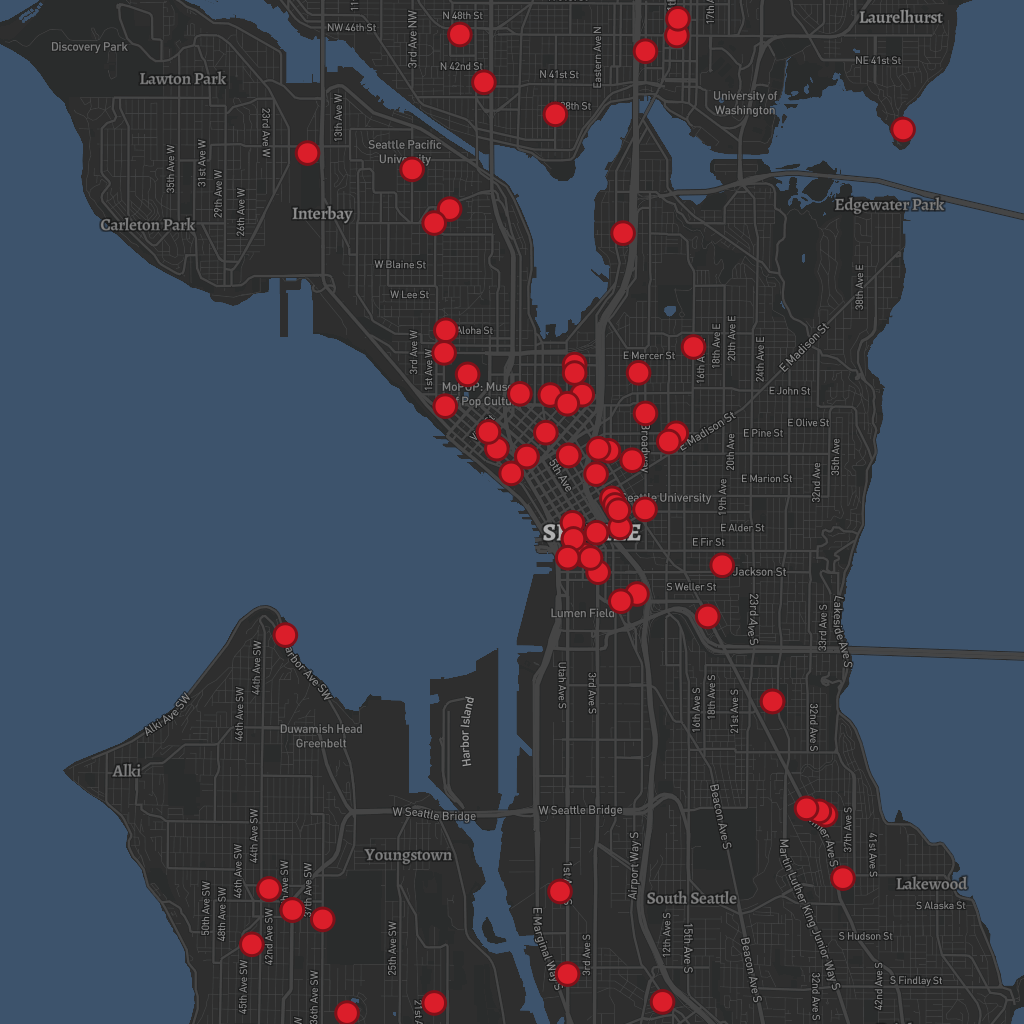 N 48th St
NW 46th St
3rd Ave NW
17th A
Laurelhurst
Discovery Park
Lawton Park
N 42nd St
N 41st St
Eastern Ave N
NE 41st St
University of
Washington
13th Ave W
23rd Ave W
35th Ave W
31st Ave W
29th Ave W
26th Ave W
Seattle Pacific
University
Interbay
Carleton Park
Edgewater Park
W Blaine St
W Lee St
38th Ave E
Aloha St
3rd Ave W
1st Ave W
E Mercer St
16th Ave
18th Ave E
20th Ave E
24th Ave E
E Madison St
E John St
E Olive St
E Pine St
E Madison St
20th Ave
35th Ave
5th Ave
E Marion St
19th Ave
32nd Ave
Seattle University
E Alder St
E Fir St
Jackson St
S Weller St
Lumen Field
23rd Ave S
33rd Ave S
Lakeside Ave S
Harbor Ave SW
44th Ave SW
46th Ave SW
Alki Ave SW
Alki
Duwamish Head
Greenbelt
Harbor Island
Utah Ave S
3rd Ave S
16th Ave S
18th Ave S
21st Ave S
32nd Ave S
W Seattle Bridge
W Seattle Bridge
Beacon Ave S
Airport Way S
Martin Luther King Junior Way S
37th Ave S
41st Ave S
44th Ave SW
46th Ave SW
48th Ave SW
50th Ave SW
37th Ave SW
42nd Ave SW
45th Ave SW
36th Ave SW
25th Ave SW
Youngstown
South Seattle
Lakewood
S Alaska St
S Hudson St
S Findlay St
E Marginal Way S
3rd Ave S
12th Ave S
15th Ave S
Beacon Ave S
32nd Ave S
42nd Ave S